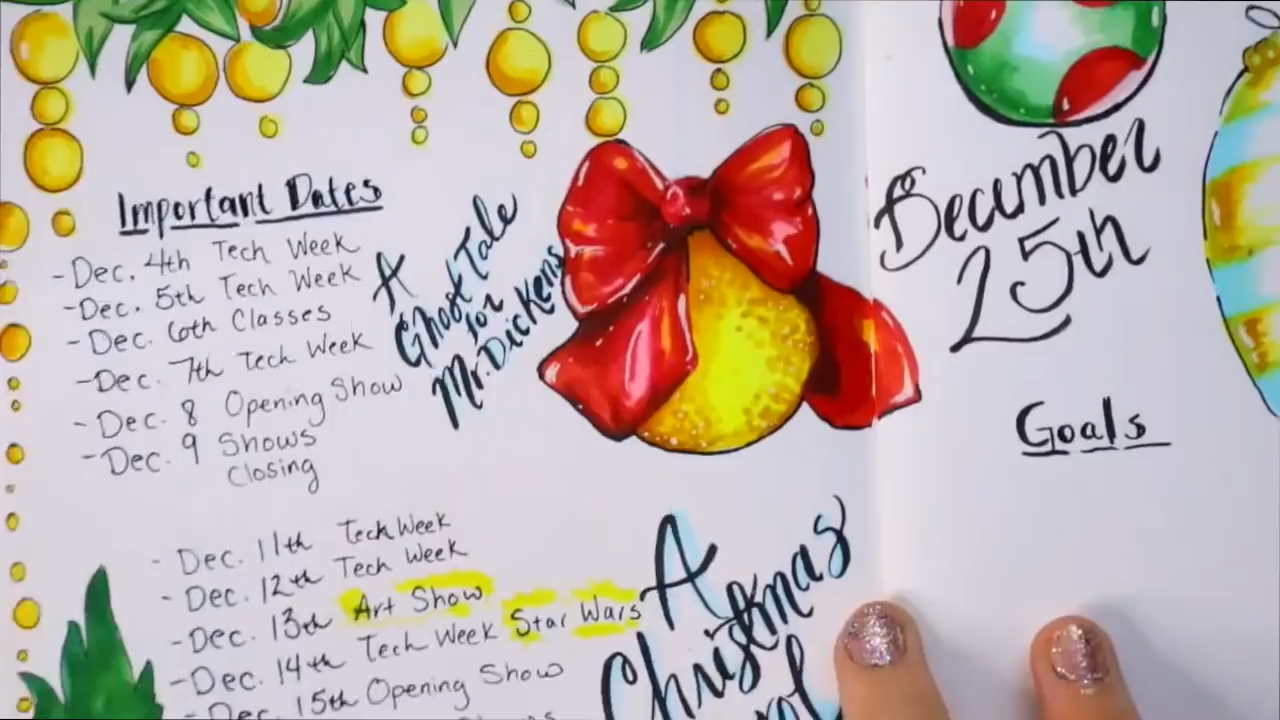 Important Dates
- Dec. 4th Tech Week
- Dec. 5th Tech Week
- Dec. 6th Classes
- Dec. 7th Tech Week
- Dec. 8 Opening Show
- Dec. 9 Shows
Closing
A
Ghost Tale
for
Mr. Dickens
- Dec. 11th Tech Week
- Dec. 12th Tech Week
- Dec. 13th Art Show
- Dec. 14th Tech Week Star Wars
- Dec. 15th Opening Show
A
Christmas
December
25th
Goals